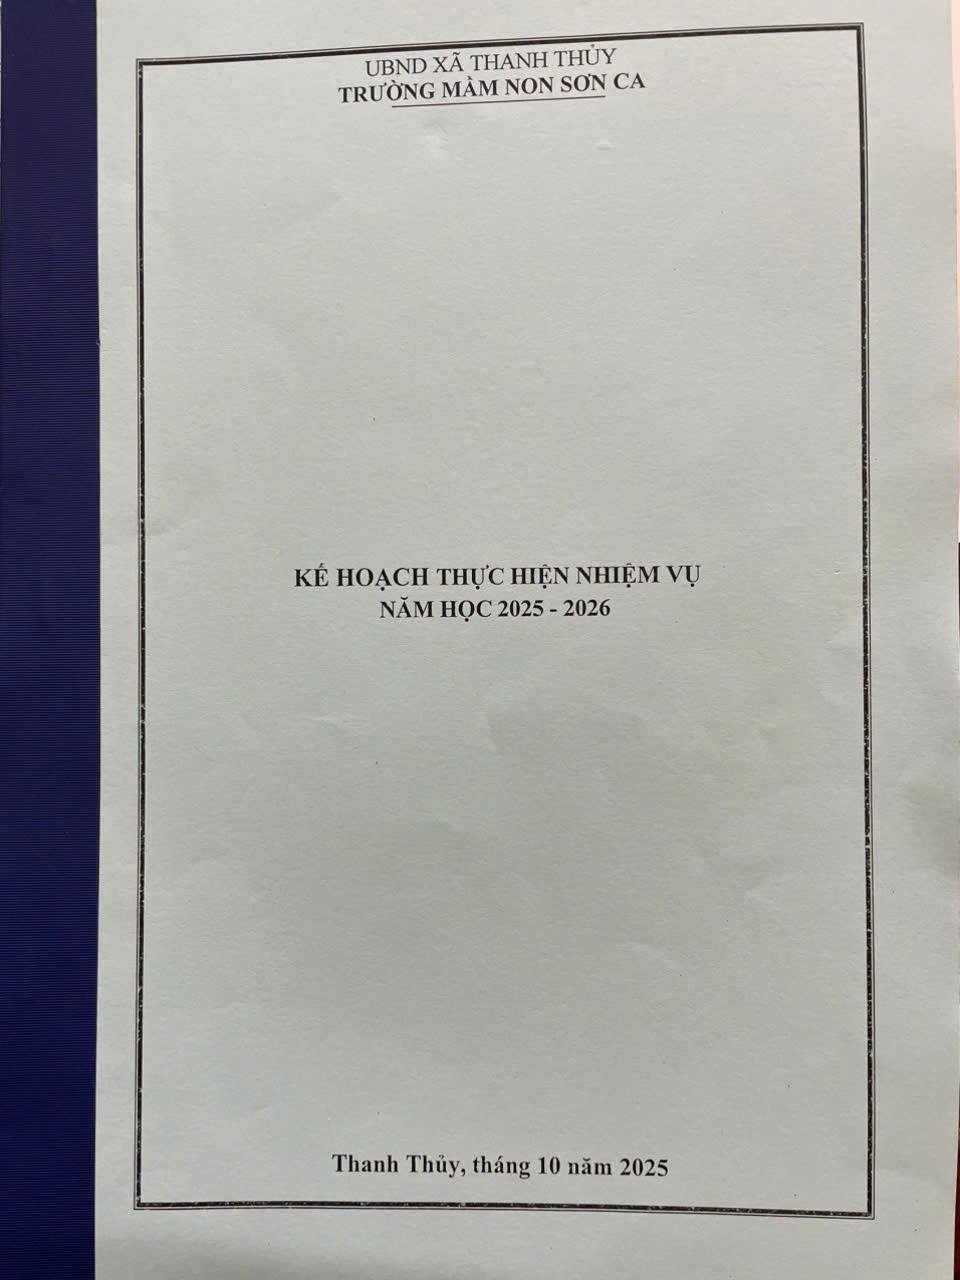 UBND XÃ THANH THỦY
TRƯỜNG MẦM NON SƠN CA
KẾ HOẠCH THỰC HIỆN NHIỆM VỤ
NĂM HỌC 2025 - 2026
Thanh Thủy, tháng 10 năm 2025